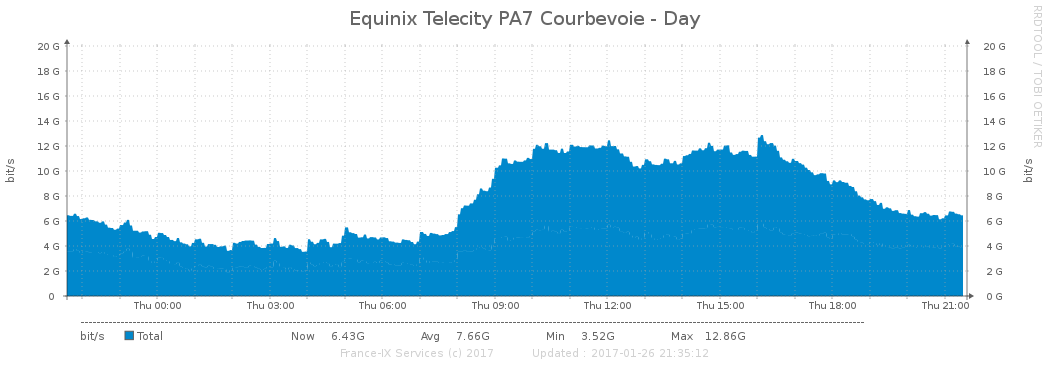 Equinix Telecity PA7 Courbevoie - Day
RRDTOOL / TOBI OETIKER
20 G 20 G
18 G 18 G
16 G 16 G
14 G 14 G
12 G 12 G
10 G 10 G
8 G 8 G
6 G 6 G
4 G 4 G
2 G 2 G
0 0 G
bit/s bit/s
Thu 00:00 Thu 03:00 Thu 06:00 Thu 09:00 Thu 12:00 Thu 15:00 Thu 18:00 Thu 21:00
bit/s Total Now 6.43G Avg 7.66G Min 3.52G Max 12.86G
France-IX Services (c) 2017 Updated : 2017-01-26 21:35:12